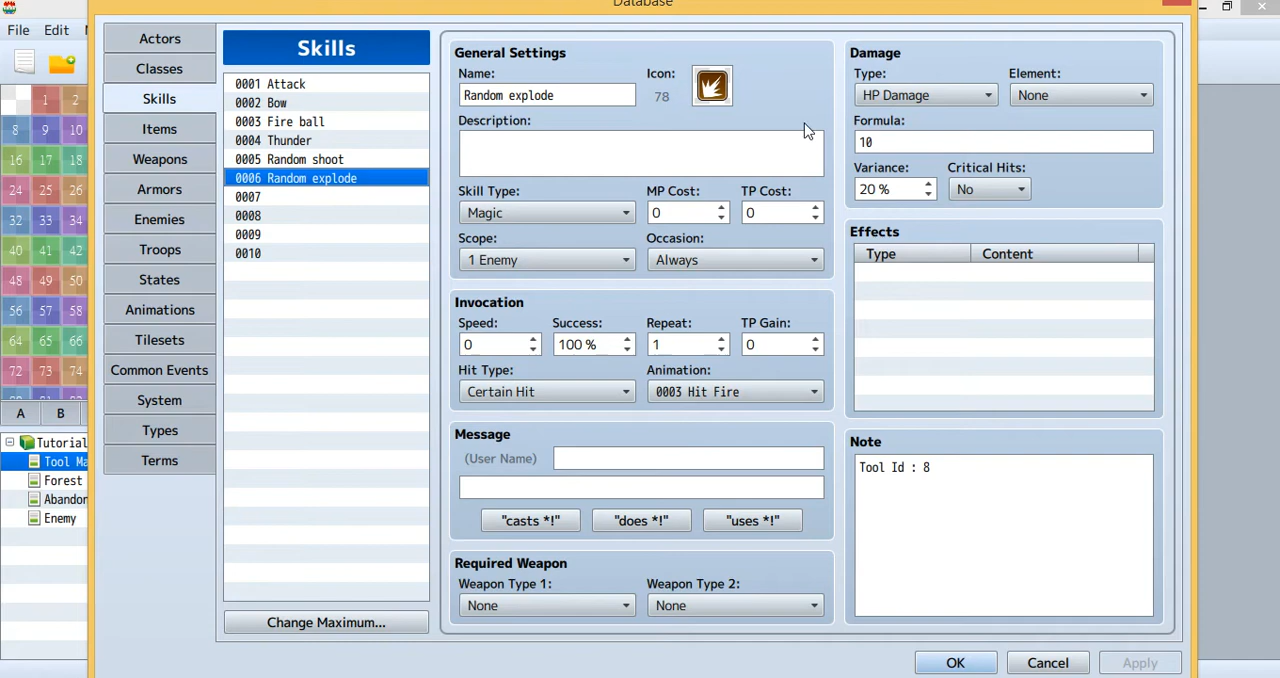 Database
File Edit
Actors
Classes
Skills
Items
Weapons
Armors
Enemies
Troops
States
Animations
Tilesets
Common Events
System
Types
Terms
1 2
8 9 10
16 17 18
24 25 26
32 33 34
40 41 42
48 49 50
56 57 58
64 65 66
72 73 74
A B
Tutorial
Tool Ma
Forest
Abandon
Enemy
Skills
0001 Attack
0002 Bow
0003 Fire ball
0004 Thunder
0005 Random shoot
0006 Random explode
0007
0008
0009
0010
Change Maximum...
General Settings
Name: Icon:
Random explode 78
Description:
Skill Type: MP Cost: TP Cost:
Magic 0 0
Scope: Occasion:
1 Enemy Always
Invocation
Speed: Success: Repeat: TP Gain:
0 100 % 1 0
Hit Type: Animation:
Certain Hit 0003 Hit Fire
Message
(User Name)
"casts *!" "does *!" "uses *!"
Required Weapon
Weapon Type 1: Weapon Type 2:
None None
Damage
Type: Element:
HP Damage None
Formula:
10
Variance: Critical Hits:
20 % No
Effects
Type Content
Note
Tool Id : 8
OK Cancel Apply